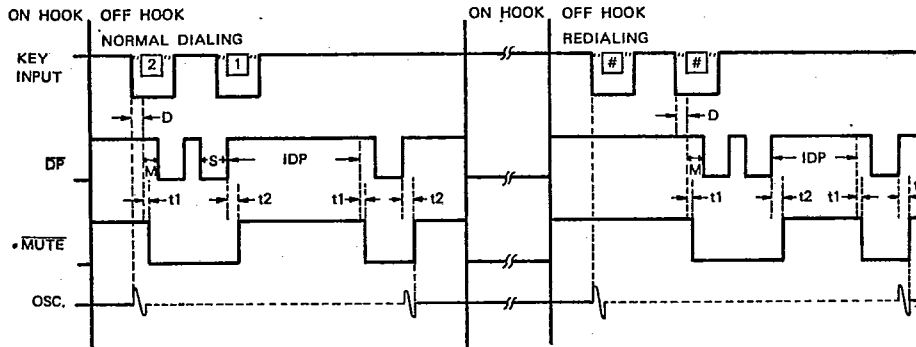 ON HOOK OFF HOOK ON HOOK OFF HOOK
NORMAL DIALING REDIALING
KEY INPUT 2 1 # #
D D
DP M S IDP M IDP
t1 t2 t1 t2 t1 t2 t1
MUTE
OSC.